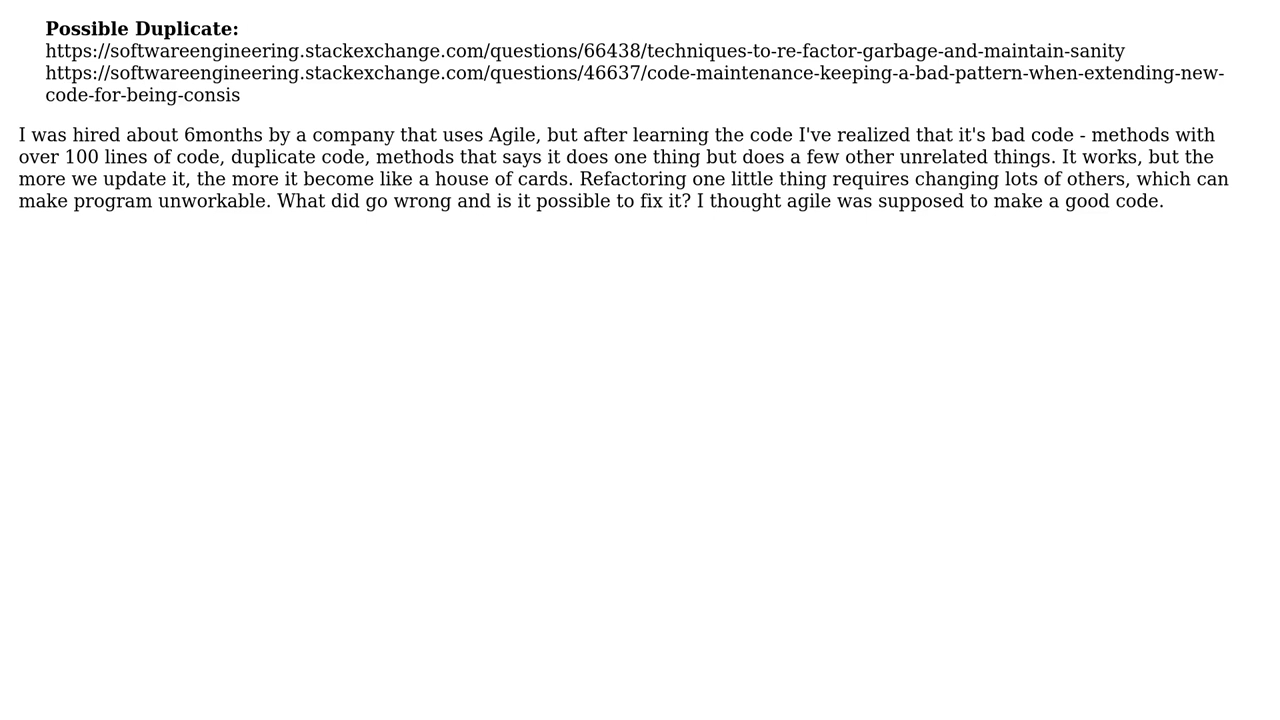 Possible Duplicate:
https://softwareengineering.stackexchange.com/questions/66438/techniques-to-re-factor-garbage-and-maintain-sanity
https://softwareengineering.stackexchange.com/questions/46637/code-maintenance-keeping-a-bad-pattern-when-extending-new-
code-for-being-consis
I was hired about 6months by a company that uses Agile, but after learning the code I've realized that it's bad code - methods with
over 100 lines of code, duplicate code, methods that says it does one thing but does a few other unrelated things. It works, but the
more we update it, the more it become like a house of cards. Refactoring one little thing requires changing lots of others, which can
make program unworkable. What did go wrong and is it possible to fix it? I thought agile was supposed to make a good code.